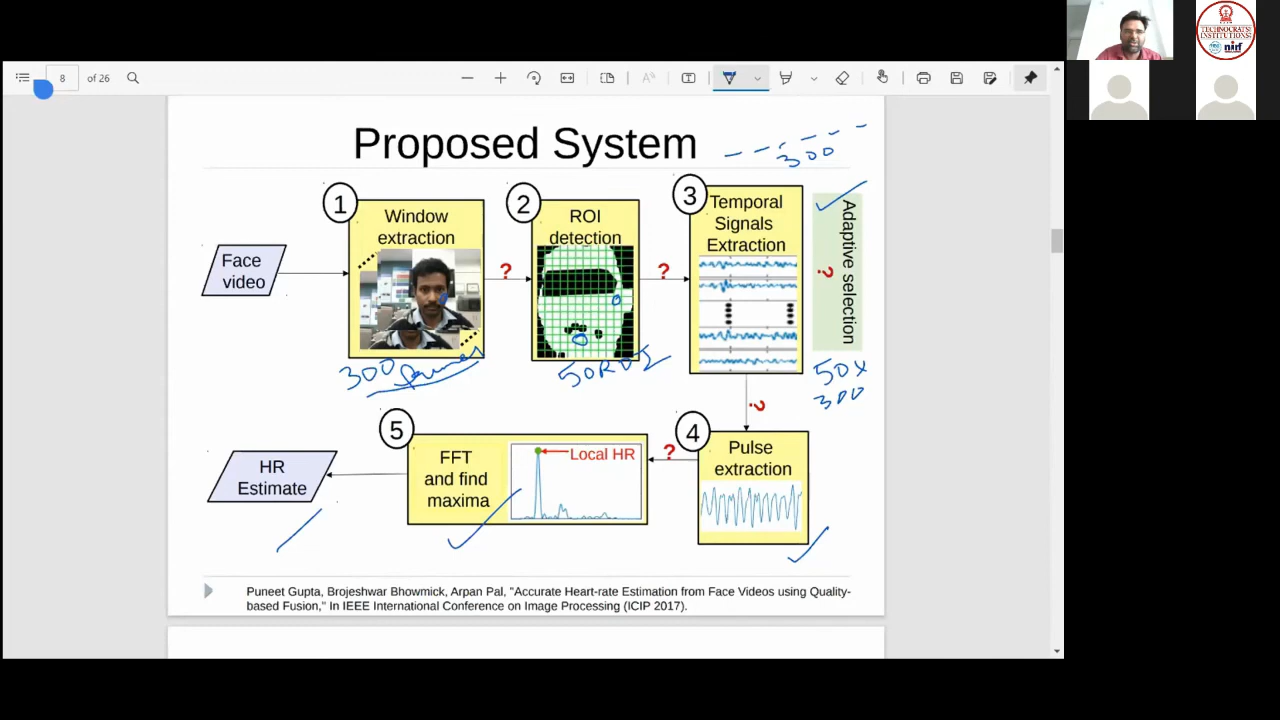 8 of 26
TECHNOCRATS
INSTITUTIONS
nirf
Proposed System
300
1
Window
extraction
2
ROI
detection
3
Temporal
Signals
Extraction
Adaptive selection
?
Face
video
?
?
300 frames
50 ROI
50 x
300
?
5
FFT
and find
maxima
Local HR
?
4
Pulse
extraction
HR
Estimate
Puneet Gupta, Brojeshwar Bhowmick, Arpan Pal, "Accurate Heart-rate Estimation from Face Videos using Quality-
based Fusion," In IEEE International Conference on Image Processing (ICIP 2017).